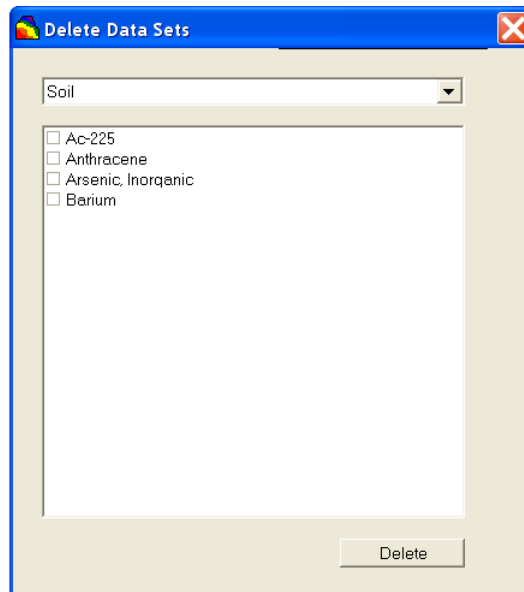 Delete Data Sets
Soil
Ac-225
Anthracene
Arsenic, Inorganic
Barium
Delete